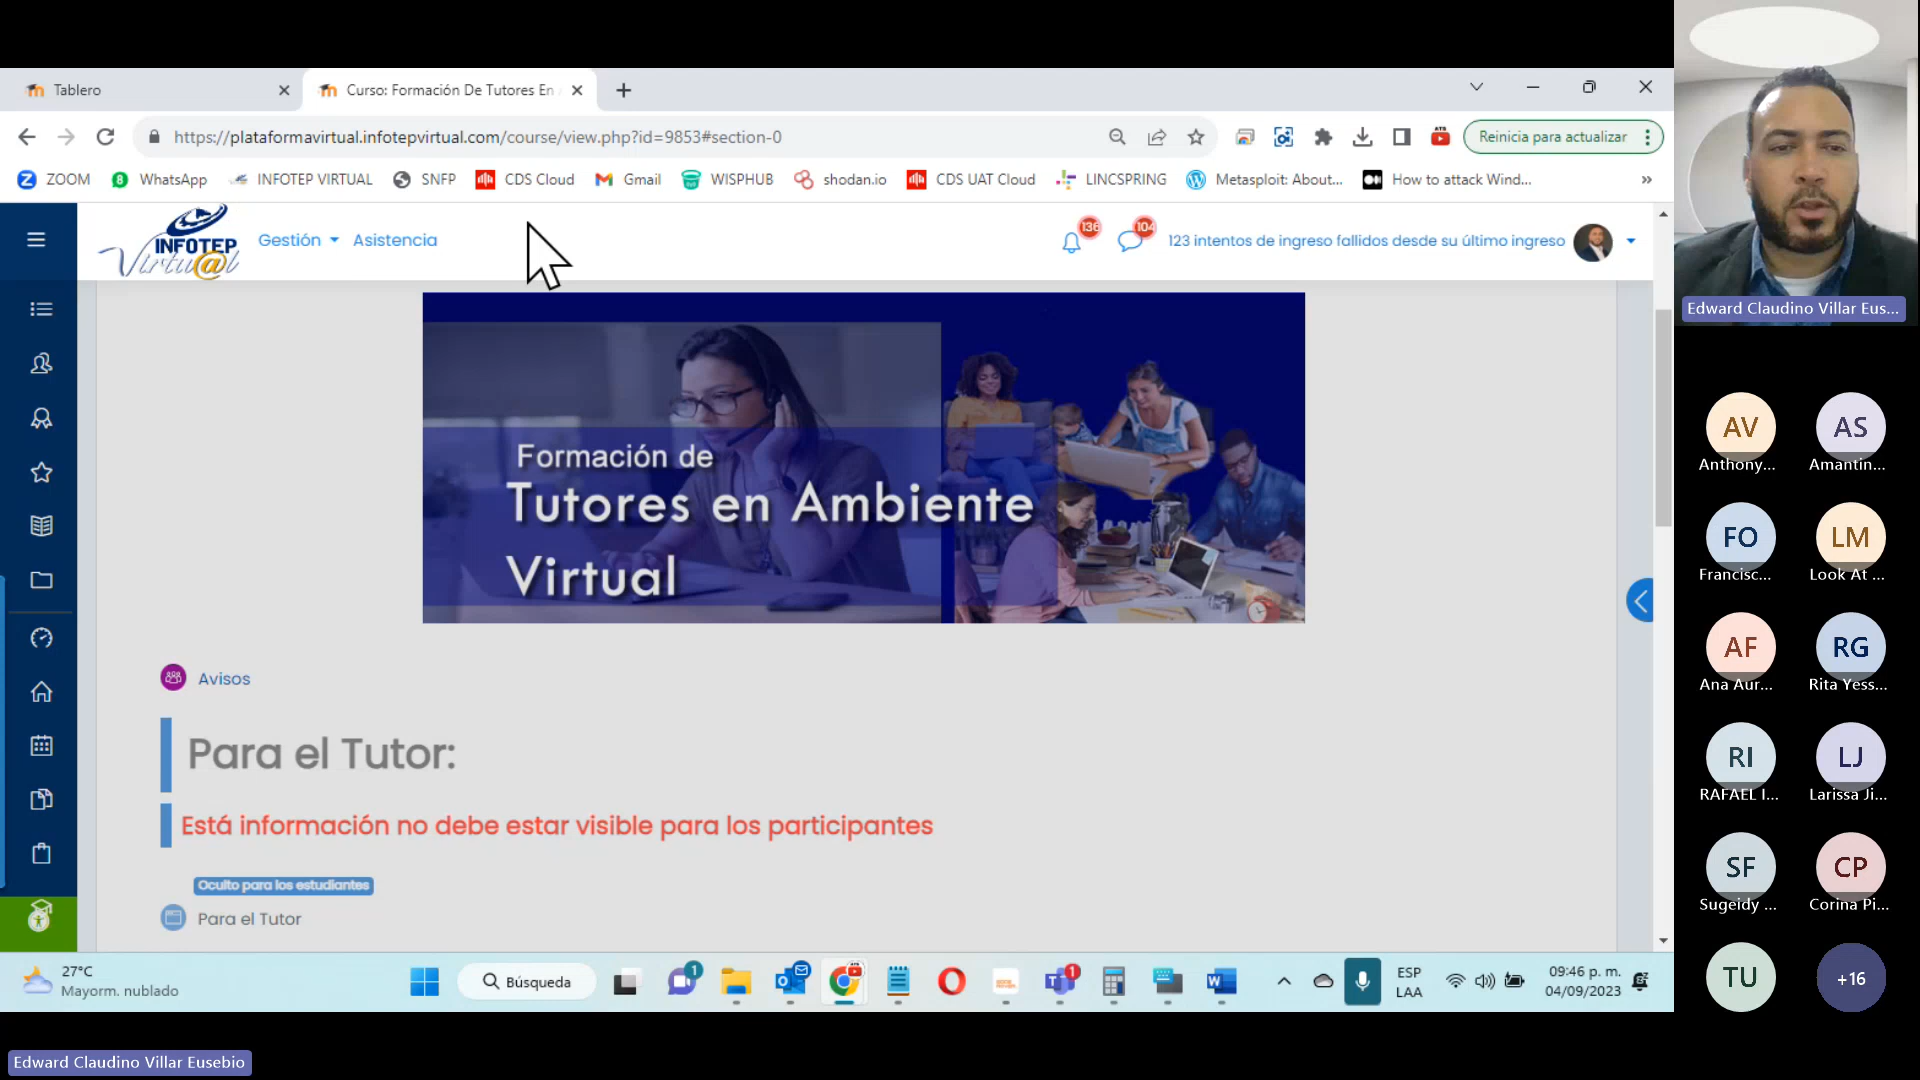 Tablero
Curso: Formación De Tutores En
https://plataformavirtual.infotepvirtual.com/course/view.php?id=9853#section-0
Reinicia para actualizar
ZOOM
8
WhatsApp
INFOTEP VIRTUAL
SNFP
CDS Cloud
Gmail
WISPHUB
shodan.io
CDS UAT Cloud
LINCSPRING
Metasploit: About...
How to attack Wind...
»
INFOTEP
Virtu@l
Gestión
Asistencia
136
104
123 intentos de ingreso fallidos desde su último ingreso
Formación de
Tutores en Ambiente
Virtual
Avisos
Para el Tutor:
Está información no debe estar visible para los participantes
Oculto para los estudiantes
Para el Tutor
27°C
Mayorm. nublado
Búsqueda
1
1
ESP
LAA
09:46 p. m.
04/09/2023
Edward Claudino Villar Eus...
AV
Anthony...
AS
Amantin...
FO
Francisc...
LM
Look At ...
AF
Ana Aur...
RG
Rita Yess...
RI
RAFAEL I...
LJ
Larissa Ji...
SF
Sugeidy ...
CP
Corina Pi...
TU
+16
Edward Claudino Villar Eusebio